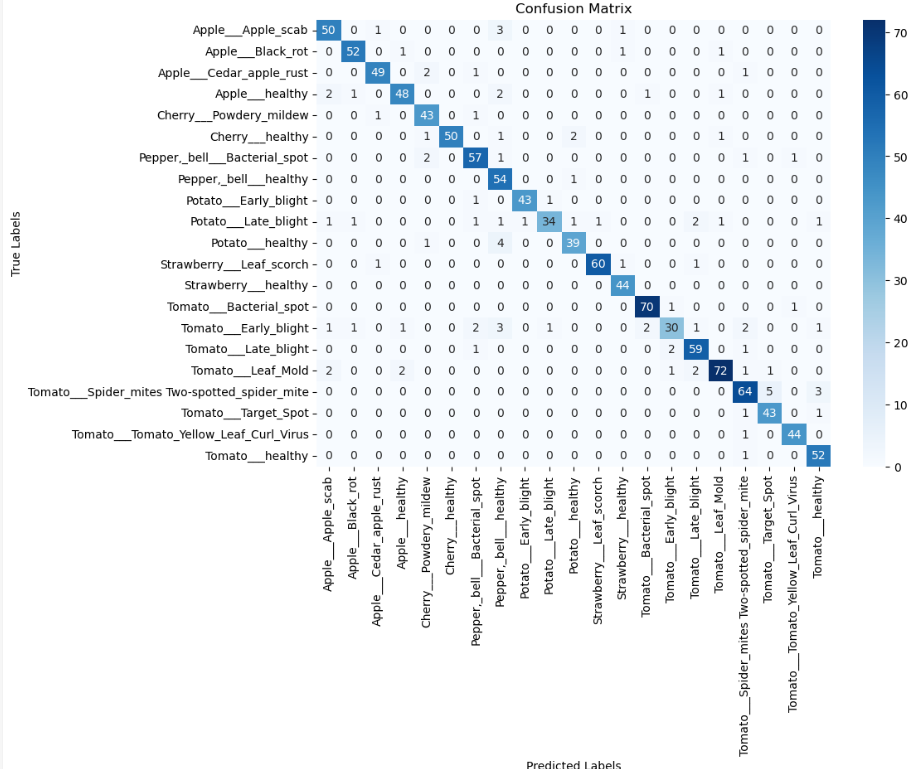 Confusion Matrix
Apple___Apple_scab 50 0 1 0 0 0 0 3 0 0 0 0 1 0 0 0 0 0 0 0 0
Apple___Black_rot 0 52 0 1 0 0 0 0 0 0 0 0 1 0 0 0 1 0 0 0 0
Apple___Cedar_apple_rust 0 0 49 0 2 0 1 0 0 0 0 0 0 0 0 0 0 1 0 0 0
Apple___healthy 2 1 0 48 0 0 0 2 0 0 0 0 0 1 0 0 1 0 0 0 0
Cherry___Powdery_mildew 0 0 1 0 43 0 1 0 0 0 0 0 0 0 0 0 0 0 0 0 0
Cherry___healthy 0 0 0 0 1 50 0 1 0 0 2 0 0 0 0 0 1 0 0 0 0
Pepper,_bell___Bacterial_spot 0 0 0 0 2 0 57 1 0 0 0 0 0 0 0 0 0 1 0 1 0
Pepper,_bell___healthy 0 0 0 0 0 0 0 54 0 0 1 0 0 0 0 0 0 0 0 0 0
Potato___Early_blight 0 0 0 0 0 0 1 0 43 1 0 0 0 0 0 0 0 0 0 0 0
Potato___Late_blight 1 1 0 0 0 0 1 1 1 34 1 1 0 0 0 2 1 0 0 0 1
Potato___healthy 0 0 0 0 1 0 0 4 0 0 39 0 0 0 0 0 0 0 0 0 0
Strawberry___Leaf_scorch 0 0 1 0 0 0 0 0 0 0 0 60 1 0 0 1 0 0 0 0 0
Strawberry___healthy 0 0 0 0 0 0 0 0 0 0 0 0 44 0 0 0 0 0 0 0 0
Tomato___Bacterial_spot 0 0 0 0 0 0 0 0 0 0 0 0 0 70 1 0 0 0 0 1 0
Tomato___Early_blight 1 1 0 1 0 0 2 3 0 1 0 0 0 2 30 1 0 2 0 0 1
Tomato___Late_blight 0 0 0 0 0 0 1 0 0 0 0 0 0 0 2 59 0 1 0 0 0
Tomato___Leaf_Mold 2 0 0 2 0 0 0 0 0 0 0 0 0 0 1 2 72 1 1 0 0
Tomato___Spider_mites Two-spotted_spider_mite 0 0 0 0 0 0 0 0 0 0 0 0 0 0 0 0 0 64 5 0 3
Tomato___Target_Spot 0 0 0 0 0 0 0 0 0 0 0 0 0 0 0 0 0 1 43 0 1
Tomato___Tomato_Yellow_Leaf_Curl_Virus 0 0 0 0 0 0 0 0 0 0 0 0 0 0 0 0 0 1 0 44 0
Tomato___healthy 0 0 0 0 0 0 0 0 0 0 0 0 0 0 0 0 0 1 0 0 52
True Labels
Apple___Apple_scab
Apple___Black_rot
Apple___Cedar_apple_rust
Apple___healthy
Cherry___Powdery_mildew
Cherry___healthy
Pepper,_bell___Bacterial_spot
Pepper,_bell___healthy
Potato___Early_blight
Potato___Late_blight
Potato___healthy
Strawberry___Leaf_scorch
Strawberry___healthy
Tomato___Bacterial_spot
Tomato___Early_blight
Tomato___Late_blight
Tomato___Leaf_Mold
Tomato___Spider_mites Two-spotted_spider_mite
Tomato___Target_Spot
Tomato___Tomato_Yellow_Leaf_Curl_Virus
Tomato___healthy
Predicted Labels
70
60
50
40
30
20
10
0